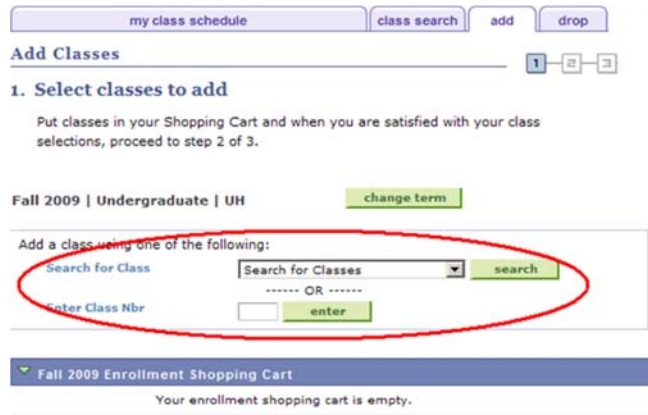 my class schedule class search add drop
Add Classes
1 2 3
1. Select classes to add
Put classes in your Shopping Cart and when you are satisfied with your class
selections, proceed to step 2 of 3.
Fall 2009 | Undergraduate | UH change term
Add a class using one of the following:
Search for Class Search for Classes search
------ OR ------
Enter Class Nbr enter
Fall 2009 Enrollment Shopping Cart
Your enrollment shopping cart is empty.